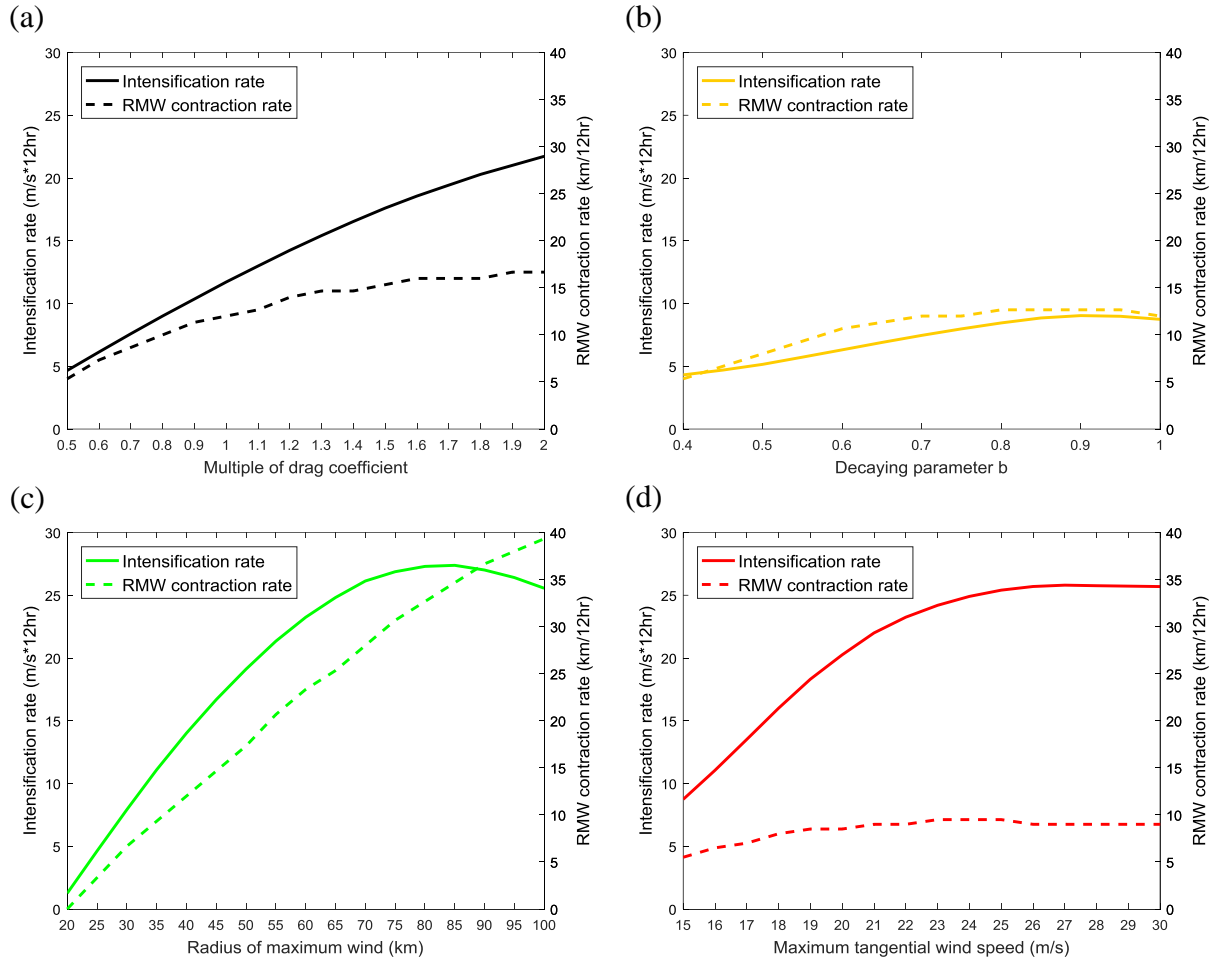 (a)
Intensification rate (m/s*12hr)
30
25
20
15
10
5
0
Intensification rate
RMW contraction rate
40
35
30
25
20
15
10
5
0
RMW contraction rate (km/12hr)
0.5 0.6 0.7 0.8 0.9 1 1.1 1.2 1.3 1.4 1.5 1.6 1.7 1.8 1.9 2
Multiple of drag coefficient
(b)
Intensification rate (m/s*12hr)
30
25
20
15
10
5
0
Intensification rate
RMW contraction rate
40
35
30
25
20
15
10
5
0
RMW contraction rate (km/12hr)
0.4 0.5 0.6 0.7 0.8 0.9 1
Decaying parameter b
(c)
Intensification rate (m/s*12hr)
30
25
20
15
10
5
0
Intensification rate
RMW contraction rate
40
35
30
25
20
15
10
5
0
RMW contraction rate (km/12hr)
20 25 30 35 40 45 50 55 60 65 70 75 80 85 90 95 100
Radius of maximum wind (km)
(d)
Intensification rate (m/s*12hr)
30
25
20
15
10
5
0
Intensification rate
RMW contraction rate
40
35
30
25
20
15
10
5
0
RMW contraction rate (km/12hr)
15 16 17 18 19 20 21 22 23 24 25 26 27 28 29 30
Maximum tangential wind speed (m/s)